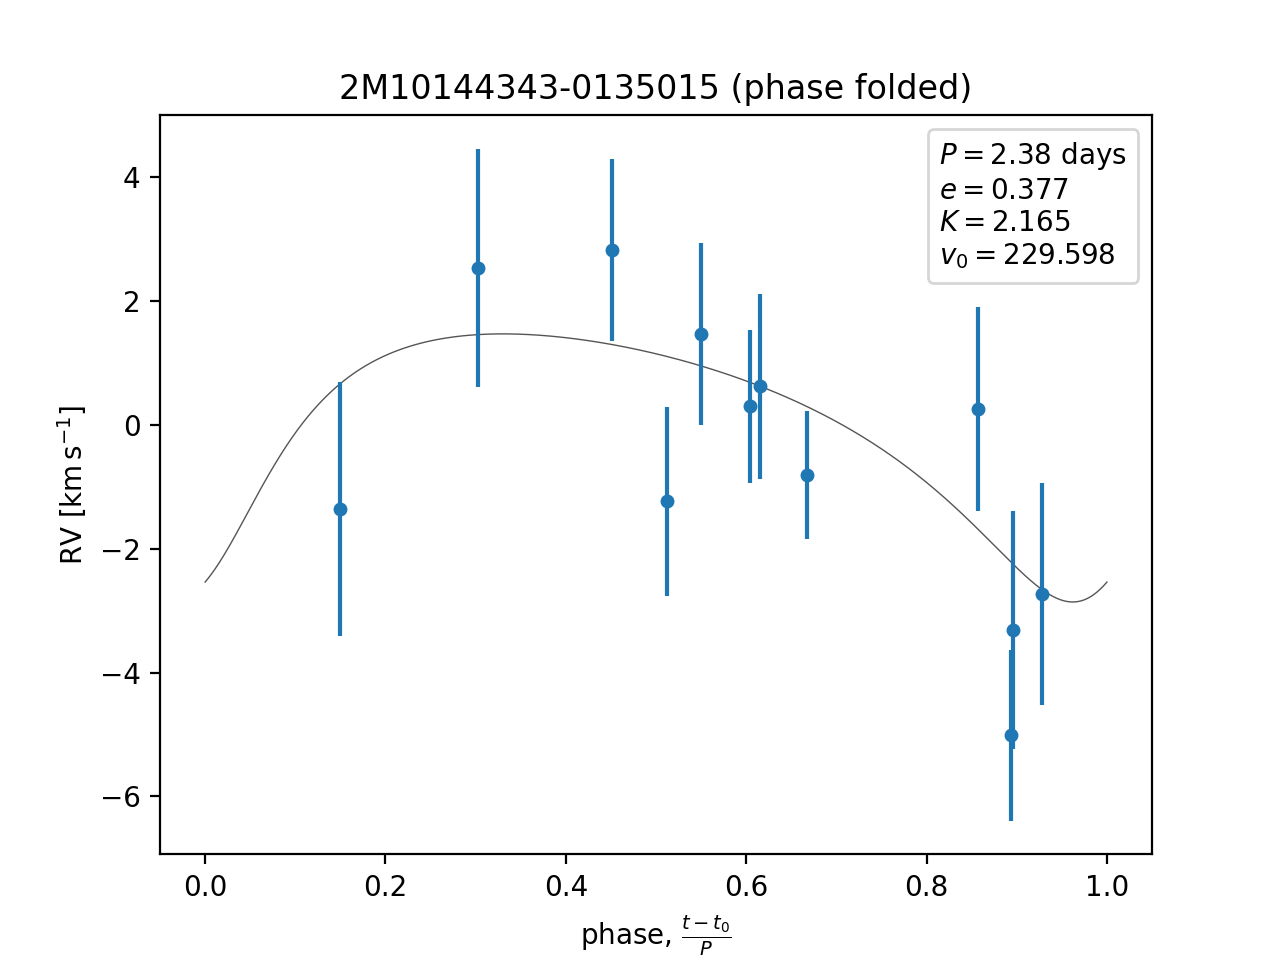 2M10144343-0135015 (phase folded)
P = 2.38 days
e = 0.377
K = 2.165
v₀ = 229.598
RV [km s⁻¹]
4
2
0
−2
−4
−6
0.0 0.2 0.4 0.6 0.8 1.0
phase, (t − t₀)/P